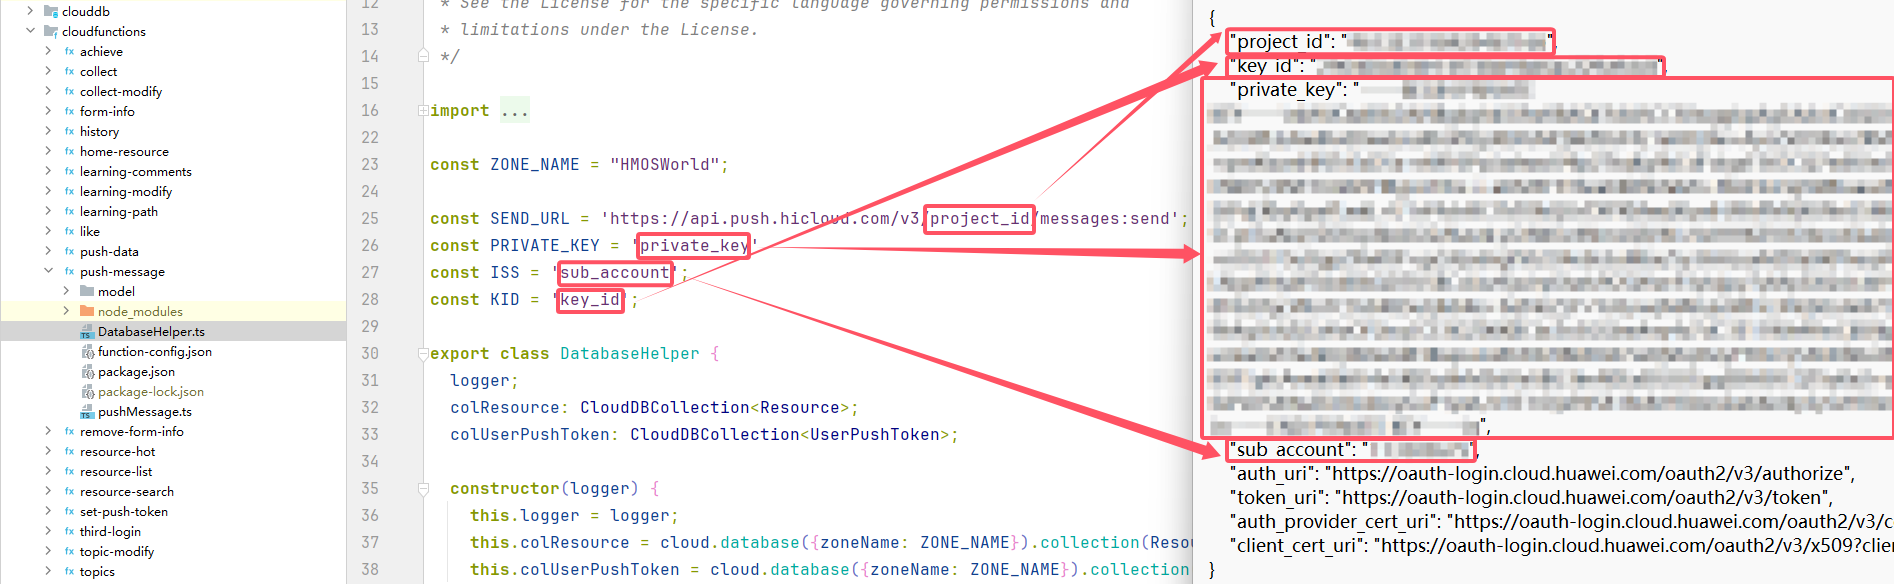 clouddb
cloudfunctions
achieve
collect
collect-modify
form-info
history
home-resource
learning-comments
learning-modify
learning-path
like
push-data
push-message
model
node_modules
DatabaseHelper.ts
function-config.json
package.json
package-lock.json
pushMessage.ts
remove-form-info
resource-hot
resource-list
resource-search
set-push-token
third-login
topic-modify
topics
12 * See the License for the specific language governing permissions and
13 * limitations under the License.
14 */
15
16 import ...
22
23 const ZONE_NAME = "HMOSWorld";
24
25 const SEND_URL = 'https://api.push.hicloud.com/v3/project_id/messages:send';
26 const PRIVATE_KEY = 'private_key'
27 const ISS = 'sub_account';
28 const KID = 'key_id';
29
30 export class DatabaseHelper {
31 logger;
32 colResource: CloudDBCollection<Resource>;
33 colUserPushToken: CloudDBCollection<UserPushToken>;
34
35 constructor(logger) {
36 this.logger = logger;
37 this.colResource = cloud.database({zoneName: ZONE_NAME}).collection(Reso
38 this.colUserPushToken = cloud.database({zoneName: ZONE_NAME}).collection
{
"project_id": "
"key_id": " ",
"private_key": "
",
"sub_account": " ",
"auth_uri": "https://oauth-login.cloud.huawei.com/oauth2/v3/authorize",
"token_uri": "https://oauth-login.cloud.huawei.com/oauth2/v3/token",
"auth_provider_cert_uri": "https://oauth-login.cloud.huawei.com/oauth2/v3/c
"client_cert_uri": "https://oauth-login.cloud.huawei.com/oauth2/v3/x509?clien
}